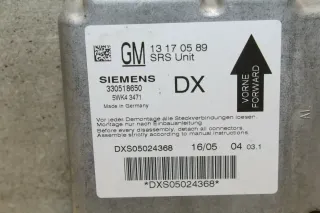 GM 13 17 05 89
SRS Unit
SIEMENS
330518650
5WK4 3471
Made in Germany
DX
VORNE
FORWARD
Vor jeder Demontage alle Steckverbindungen loesen
Montage nur nach Einbauanleitung
Before every disassembly, detach all connectors
Assembly strictly according to manual instructions
DXS05024368 16/05 04 03.1
*DXS05024368*